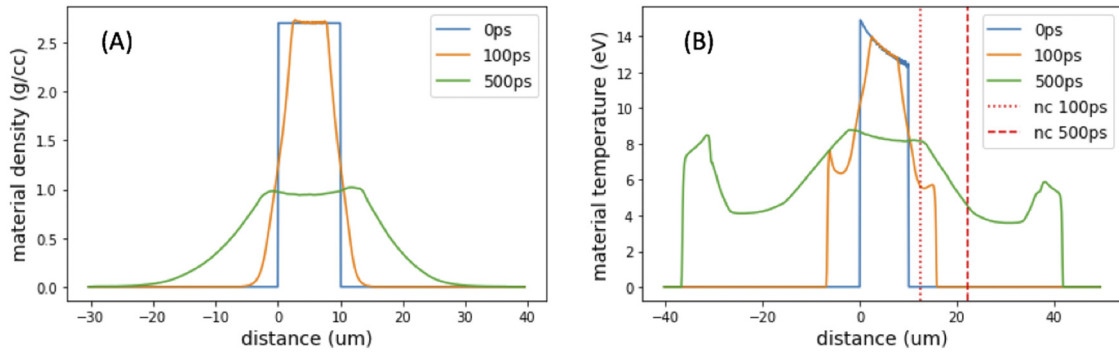 (A)
0ps
100ps
500ps
material density (g/cc)
2.5
2.0
1.5
1.0
0.5
0.0
−30 −20 −10 0 10 20 30 40
distance (um)
(B)
0ps
100ps
500ps
nc 100ps
nc 500ps
material temperature (eV)
14
12
10
8
6
4
2
0
−40 −20 0 20 40
distance (um)